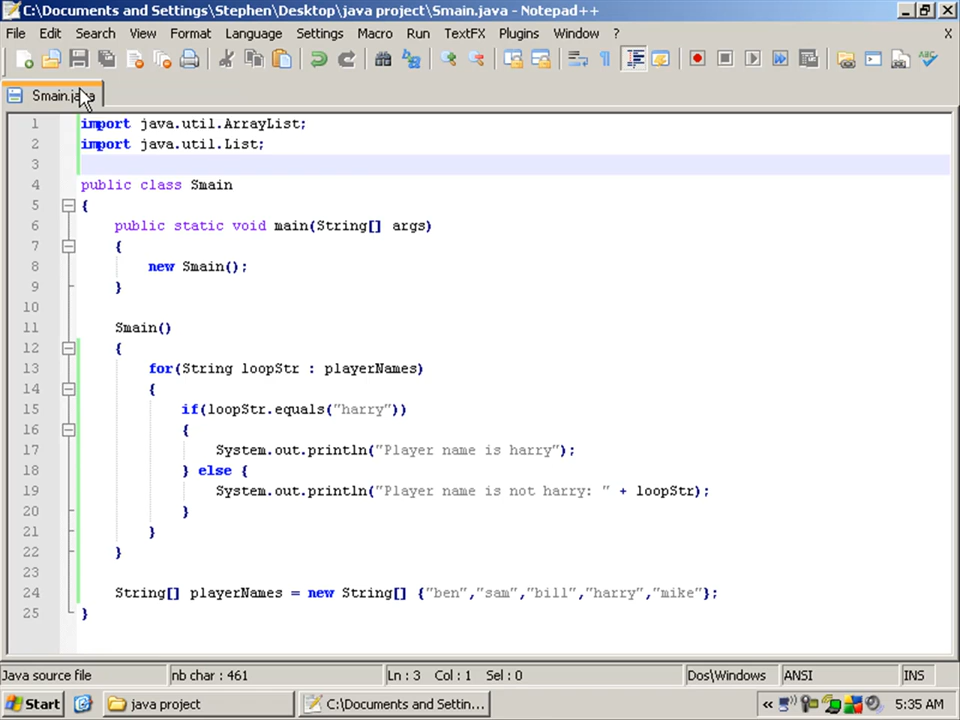 C:\Documents and Settings\Stephen\Desktop\java project\Smain.java - Notepad++
File Edit Search View Format Language Settings Macro Run TextFX Plugins Window ? X
Smain.java
1 import java.util.ArrayList;
2 import java.util.List;
3
4 public class Smain
5 {
6 public static void main(String[] args)
7 {
8 new Smain();
9 }
10
11 Smain()
12 {
13 for(String loopStr : playerNames)
14 {
15 if(loopStr.equals("harry"))
16 {
17 System.out.println("Player name is harry");
18 } else {
19 System.out.println("Player name is not harry: " + loopStr);
20 }
21 }
22 }
23
24 String[] playerNames = new String[] {"ben","sam","bill","harry","mike"};
25 }
Java source file nb char : 461 Ln : 3 Col : 1 Sel : 0 Dos\Windows ANSI INS
Start java project C:\Documents and Settin... « 5:35 AM